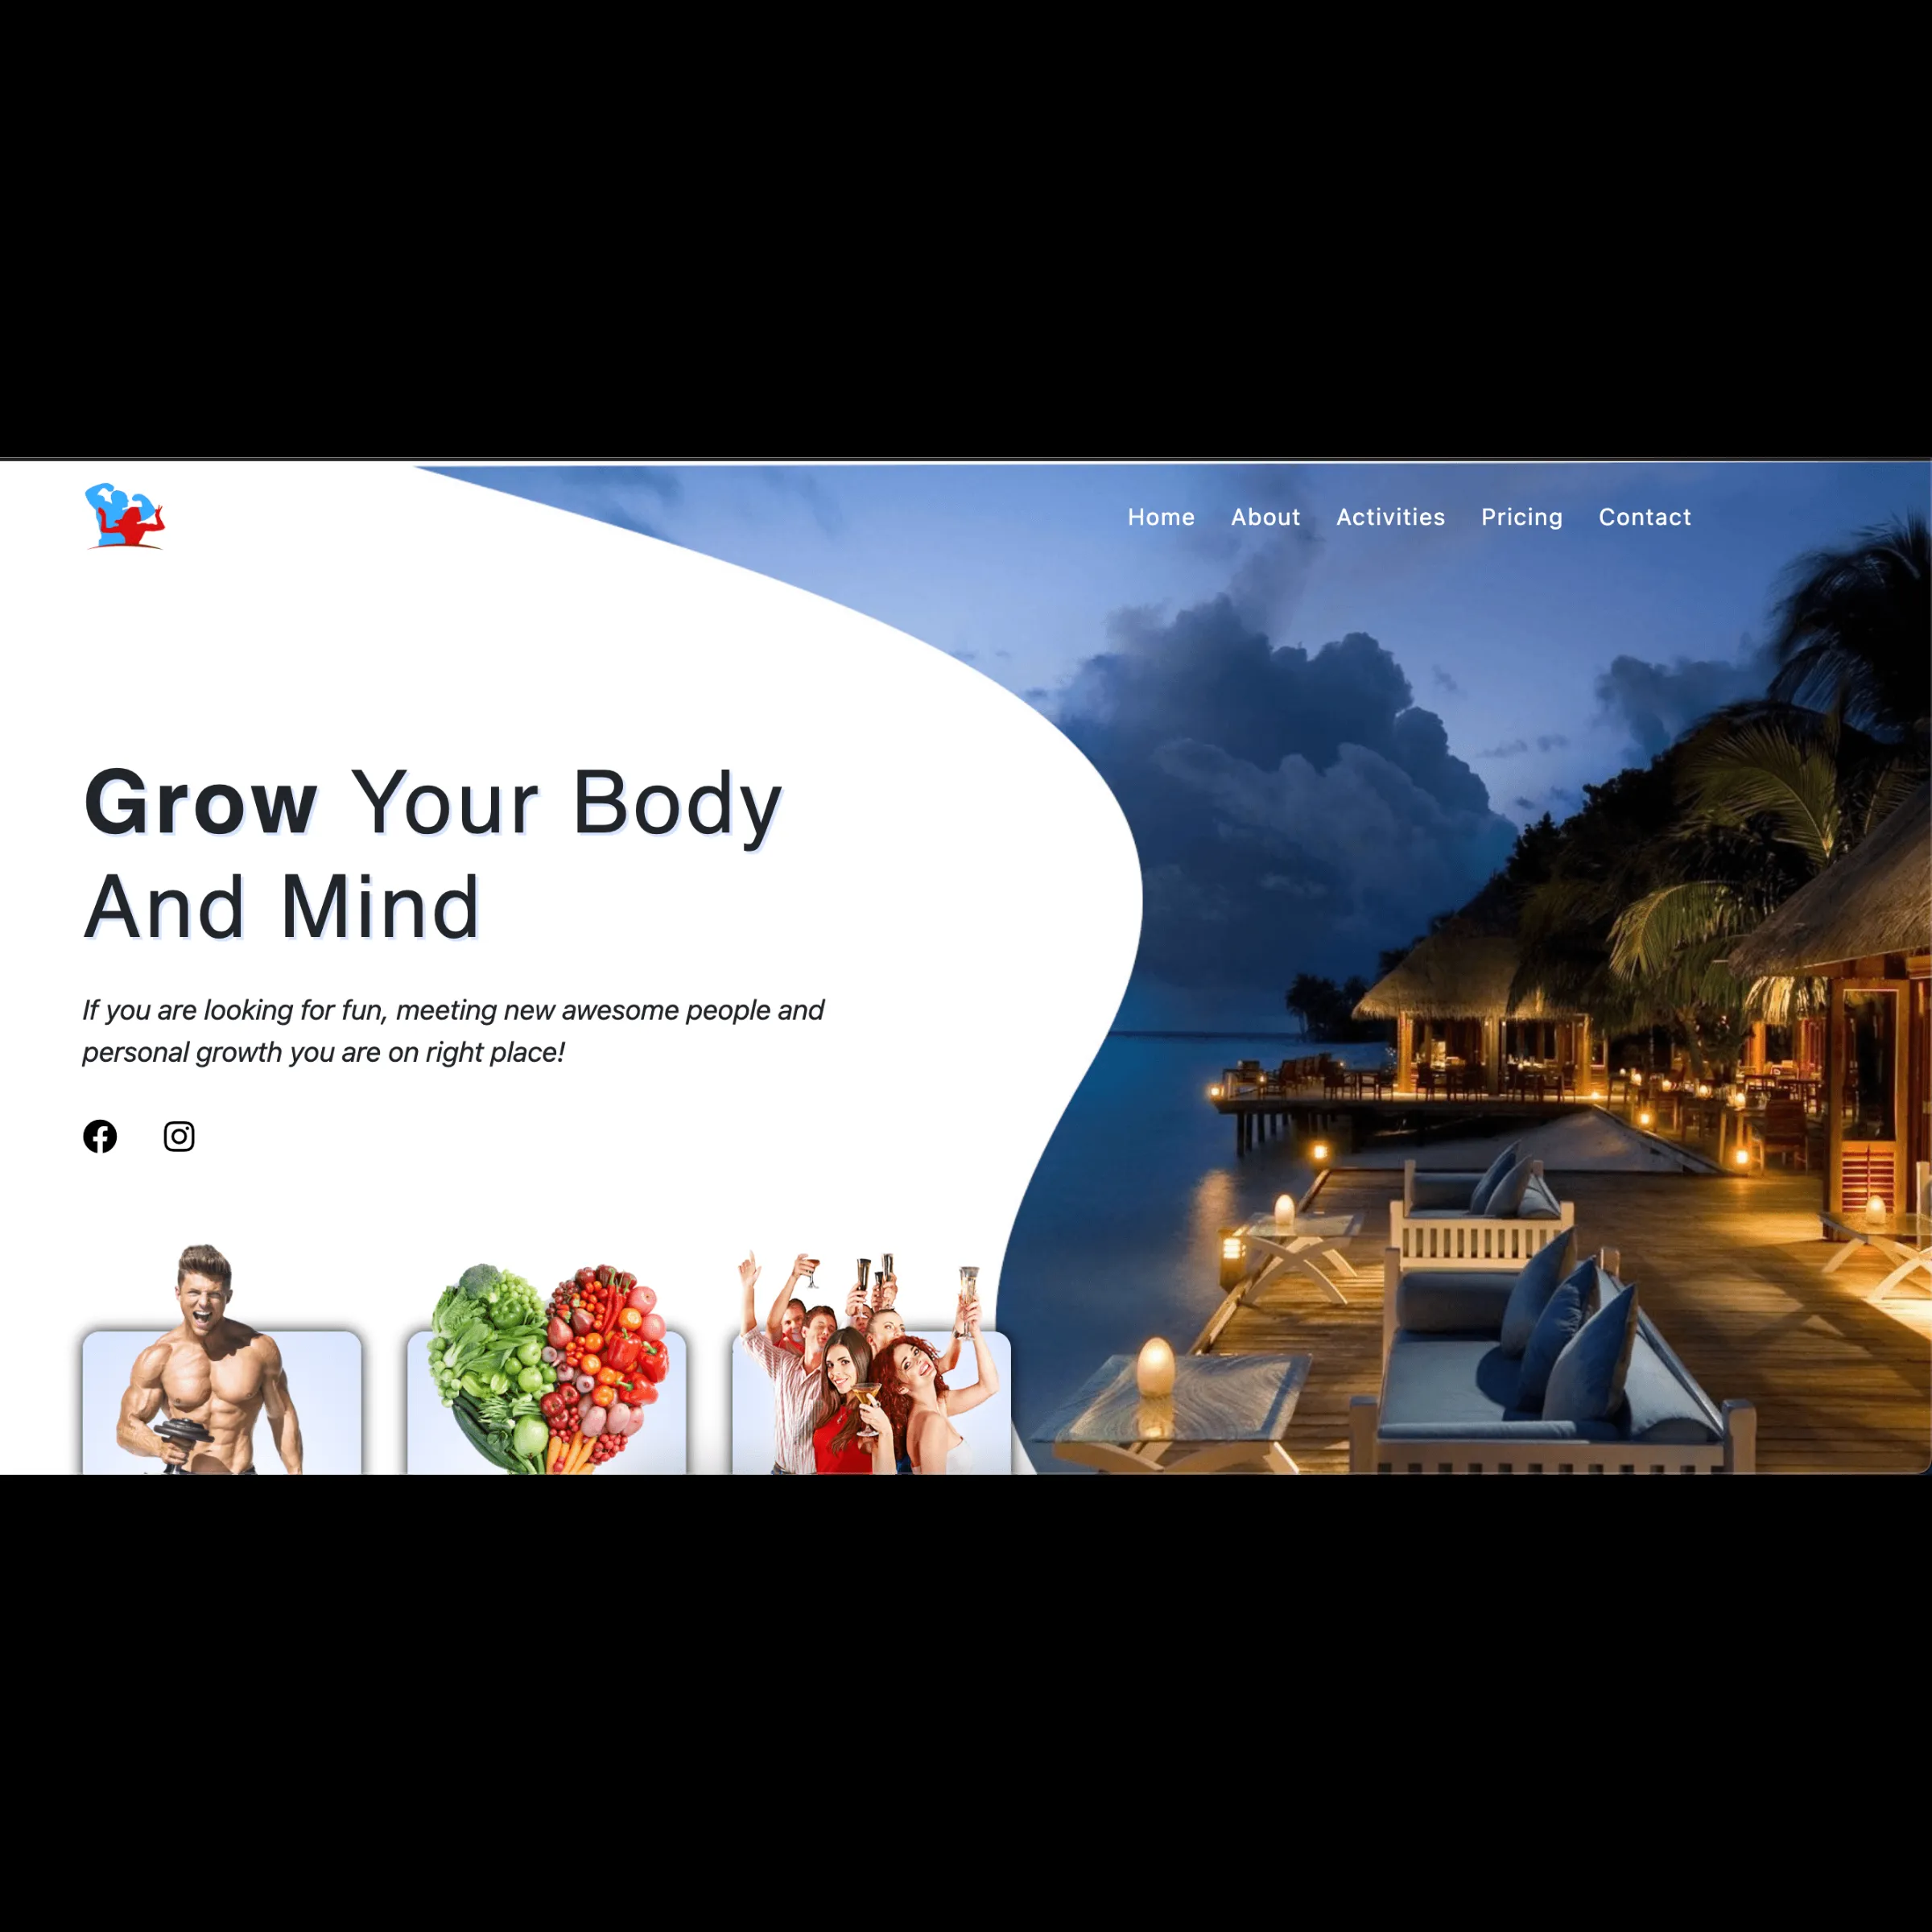 Home About Activities Pricing Contact
Grow Your Body
And Mind
If you are looking for fun, meeting new awesome people and
personal growth you are on right place!